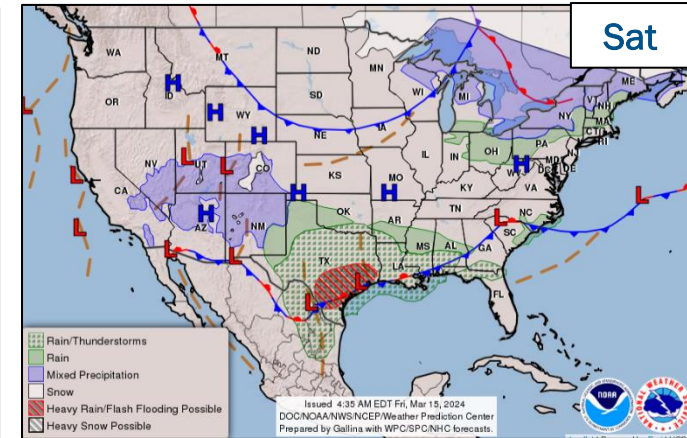 Sat
WA
MT
ND
MN
OR
ID
H
WY
H
H
SD
WI
MI
ME
VT
NH
NY
MA
CT
RI
NV
UT
L
L
CO
NE
IA
IL
IN
OH
PA
NJ
MD
DE
DC
H
WV
VA
KS
MO
KY
L
L
L
CA
AZ
H
NM
H
H
OK
AR
TN
NC
L
SC
L
L
L
TX
L
L
LA
MS
AL
GA
FL
Rain/Thunderstorms
Rain
Mixed Precipitation
Snow
Heavy Rain/Flash Flooding Possible
Heavy Snow Possible
Issued 4:35 AM EDT Fri, Mar 15, 2024
DOC/NOAA/NWS/NCEP/Weather Prediction Center
Prepared by Gallina with WPC/SPC/NHC forecasts.
NOAA